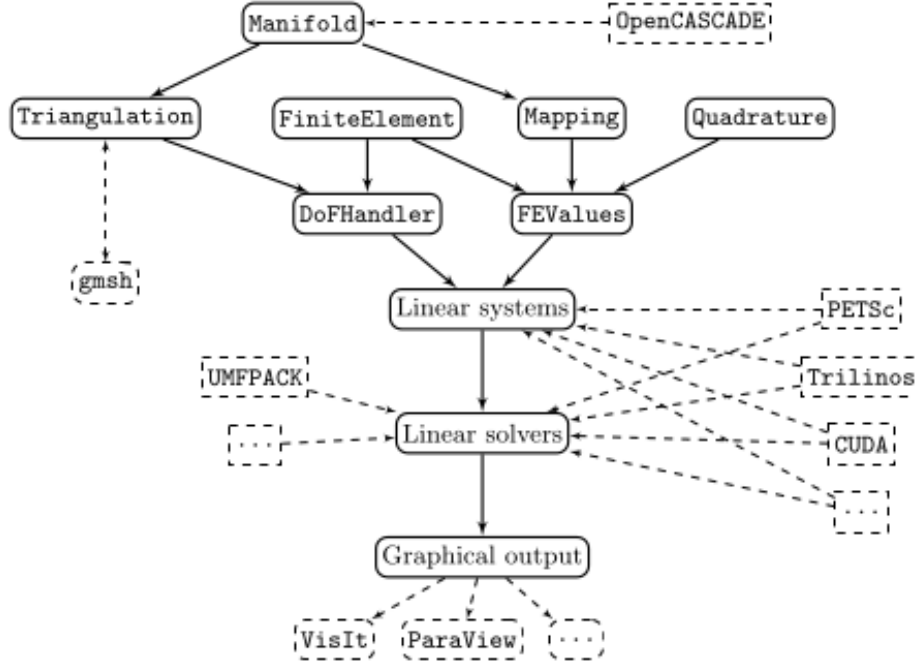 Manifold
OpenCASCADE
Triangulation
FiniteElement
Mapping
Quadrature
DoFHandler
FEValues
gmsh
Linear systems
PETSc
UMFPACK
Trilinos
...
Linear solvers
CUDA
...
Graphical output
VisIt
ParaView
...